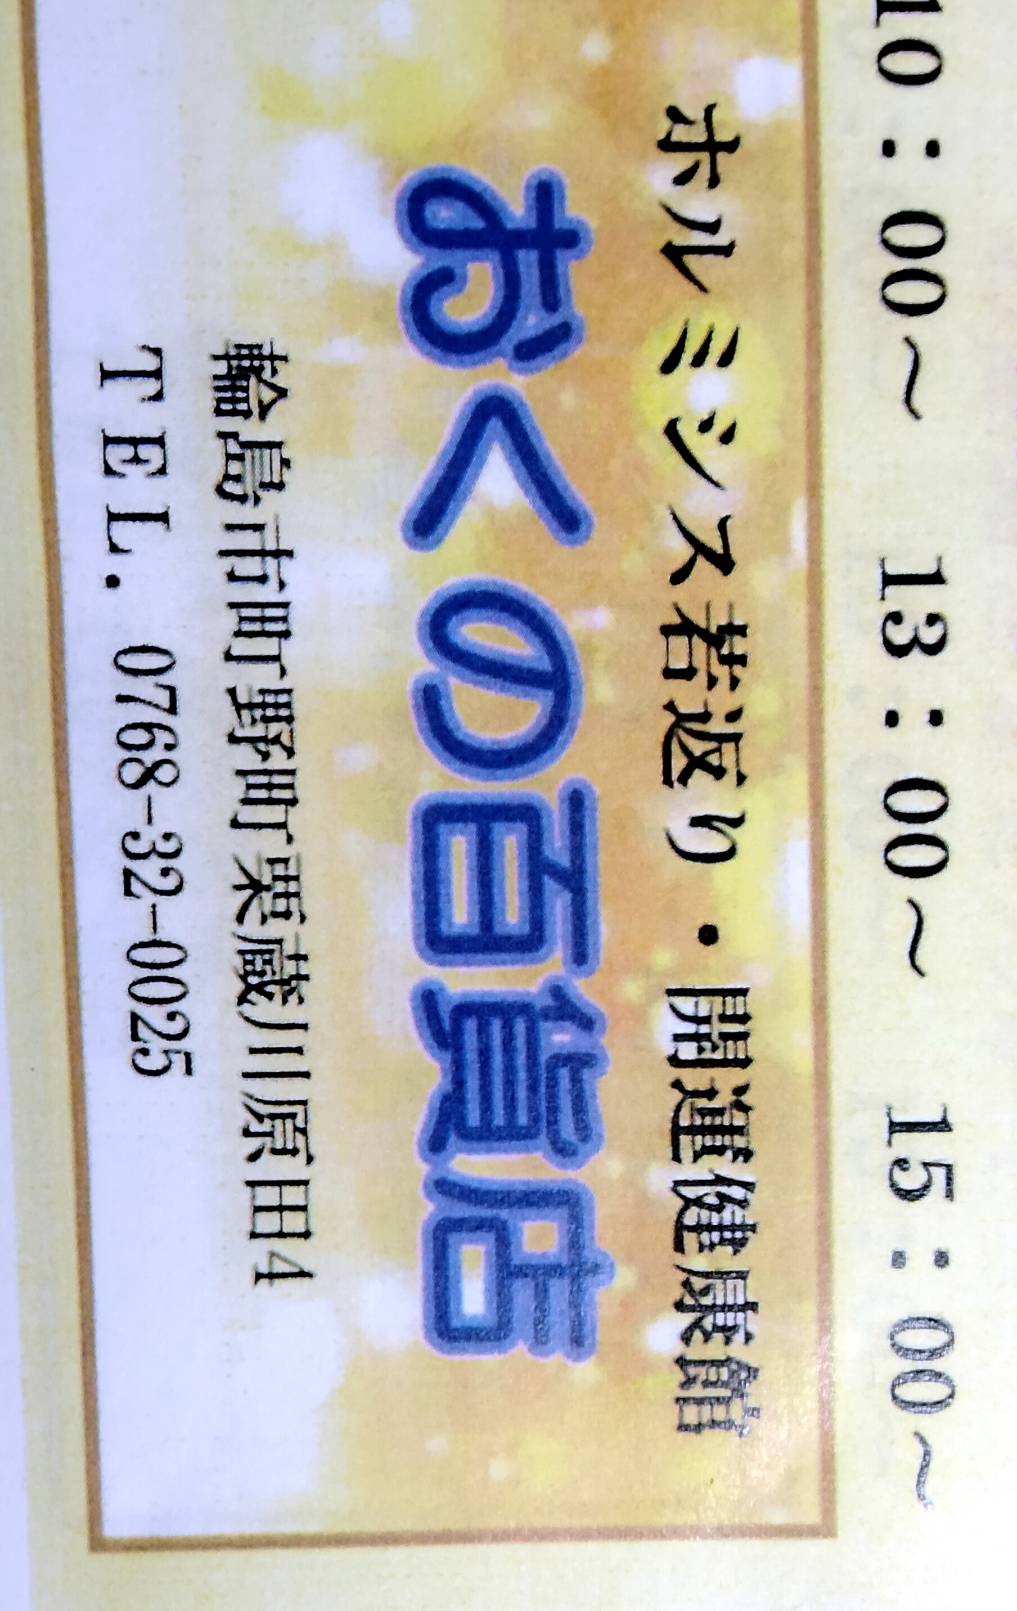 10：00～　13：00～　15：00～
ホルミシス若返り・開運健康館
おくの百貨店
輪島市町野町粟蔵川原田4
TEL. 0768-32-0025